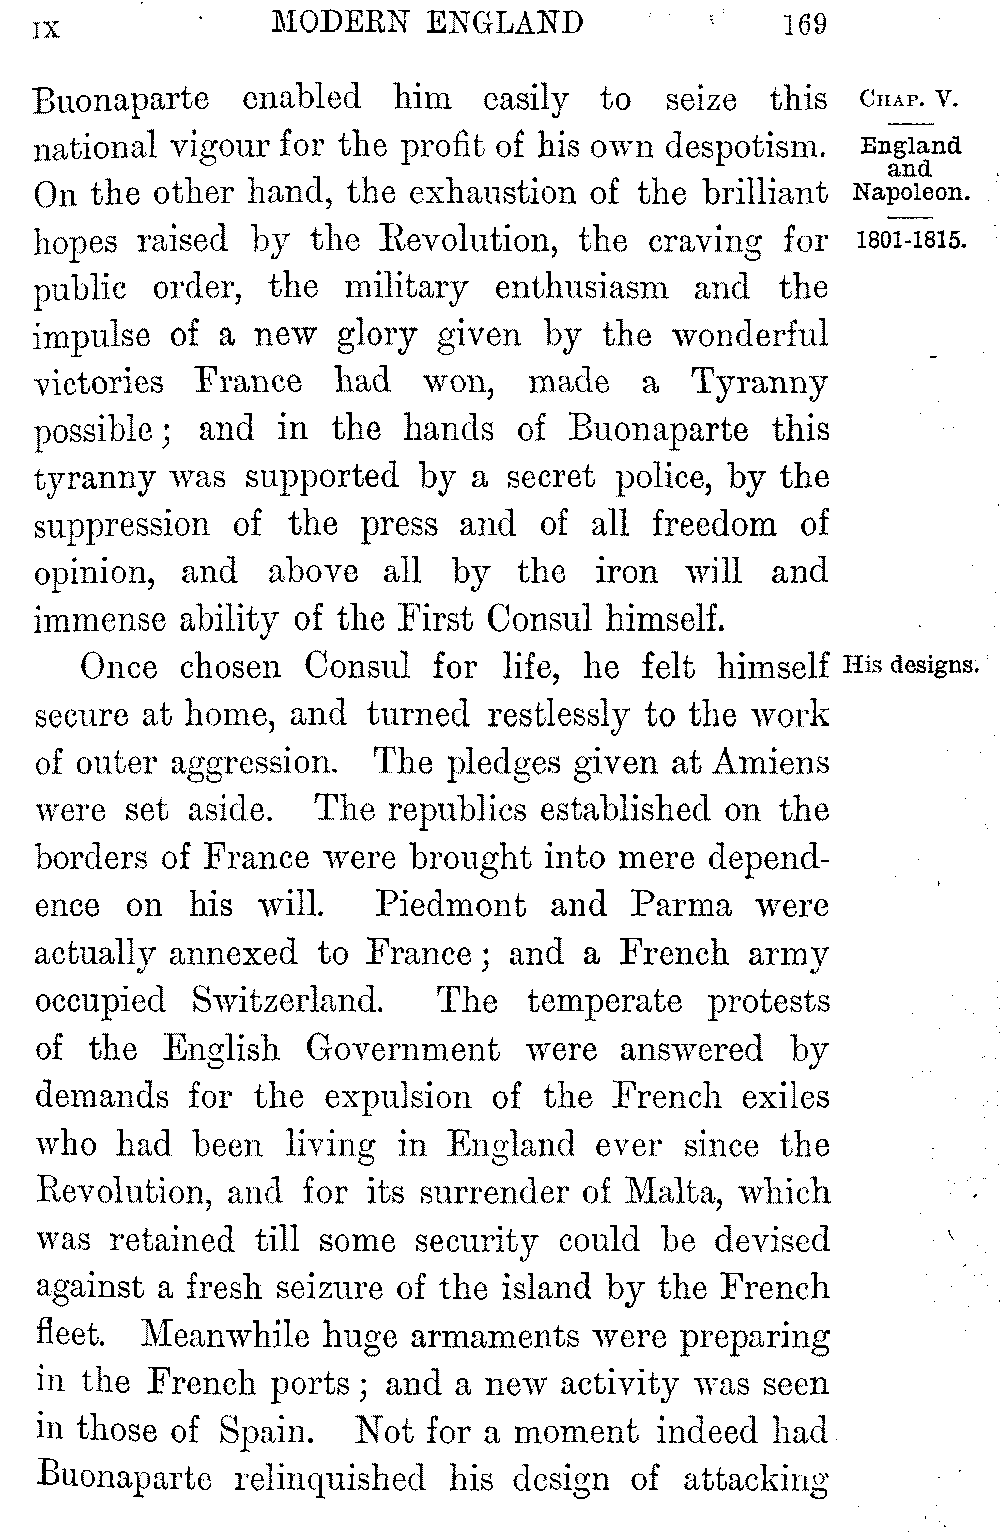 IX MODERN ENGLAND 169
Buonaparte enabled him easily to seize this
national vigour for the profit of his own despotism.
On the other hand, the exhaustion of the brilliant
hopes raised by the Revolution, the craving for
public order, the military enthusiasm and the
impulse of a new glory given by the wonderful
victories France had won, made a Tyranny
possible; and in the hands of Buonaparte this
tyranny was supported by a secret police, by the
suppression of the press and of all freedom of
opinion, and above all by the iron will and
immense ability of the First Consul himself.
Once chosen Consul for life, he felt himself
secure at home, and turned restlessly to the work
of outer aggression. The pledges given at Amiens
were set aside. The republics established on the
borders of France were brought into mere depend-
ence on his will. Piedmont and Parma were
actually annexed to France; and a French army
occupied Switzerland. The temperate protests
of the English Government were answered by
demands for the expulsion of the French exiles
who had been living in England ever since the
Revolution, and for its surrender of Malta, which
was retained till some security could be devised
against a fresh seizure of the island by the French
fleet. Meanwhile huge armaments were preparing
in the French ports; and a new activity was seen
in those of Spain. Not for a moment indeed had
Buonaparte relinquished his design of attacking
CHAP. V.
England
and
Napoleon.
1801-1815.
His designs.